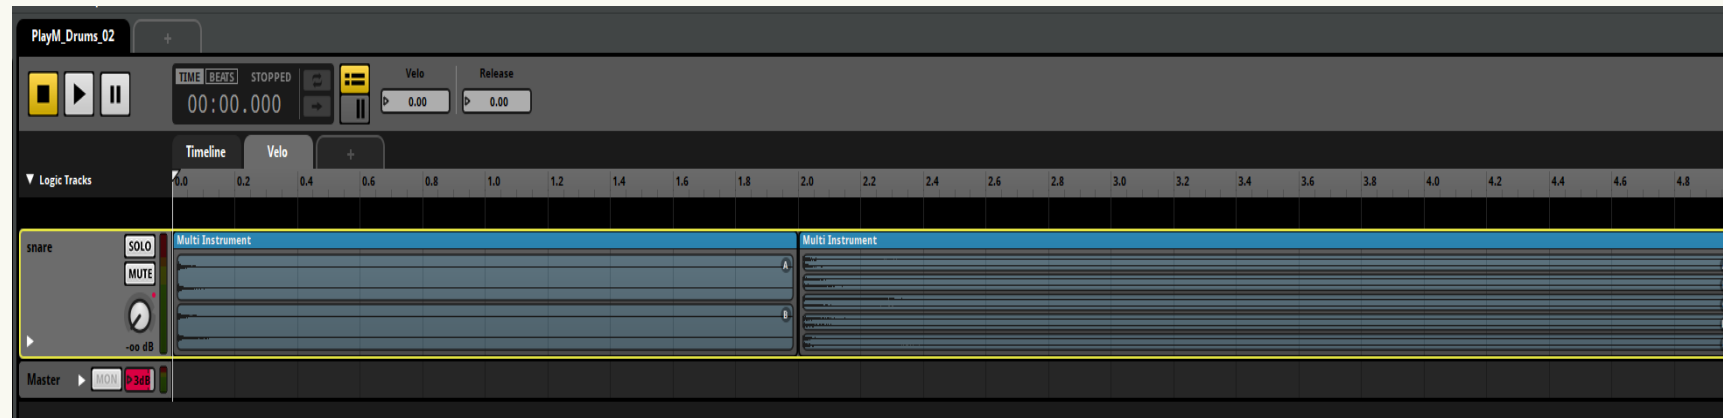 PlayM_Drums_02 +
TIME BEATS STOPPED
00:00.000
Velo Release
0.00 0.00
Timeline Velo +
Logic Tracks
0.0 0.2 0.4 0.6 0.8 1.0 1.2 1.4 1.6 1.8 2.0 2.2 2.4 2.6 2.8 3.0 3.2 3.4 3.6 3.8 4.0 4.2 4.4 4.6 4.8
snare SOLO
MUTE
-oo dB
Multi Instrument Multi Instrument
A
B
Master MON 3dB